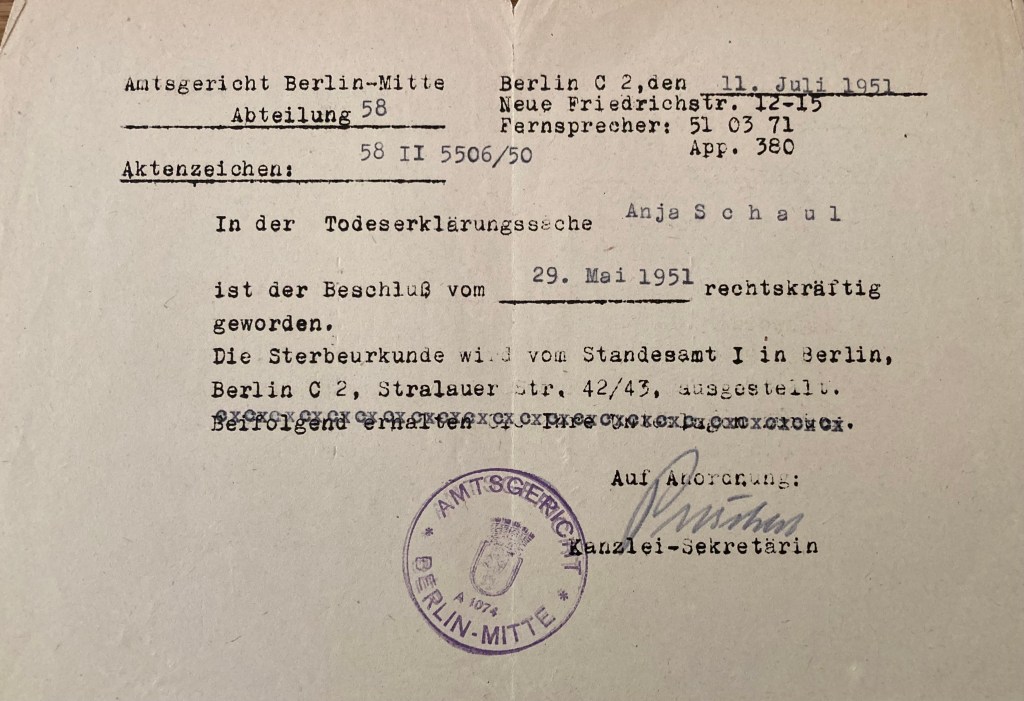 Amtsgericht Berlin-Mitte
Abteilung 58
Berlin C 2, den 11. Juli 1951
Neue Friedrichstr. 12-15
Fernsprecher: 51 03 71
App. 380
Aktenzeichen: 58 II 5506/50
In der Todeserklärungssache Anja S c h a u l
ist der Beschluß vom 29. Mai 1951 rechtskräftig
geworden.
Die Sterbeurkunde wird vom Standesamt I in Berlin,
Berlin C 2, Stralauer Str. 42/43, ausgestellt.
Beifolgend erhalten
Auf Anordnung:
Kanzlei-Sekretärin
AMTSGERICHT
BERLIN-MITTE
A 1074